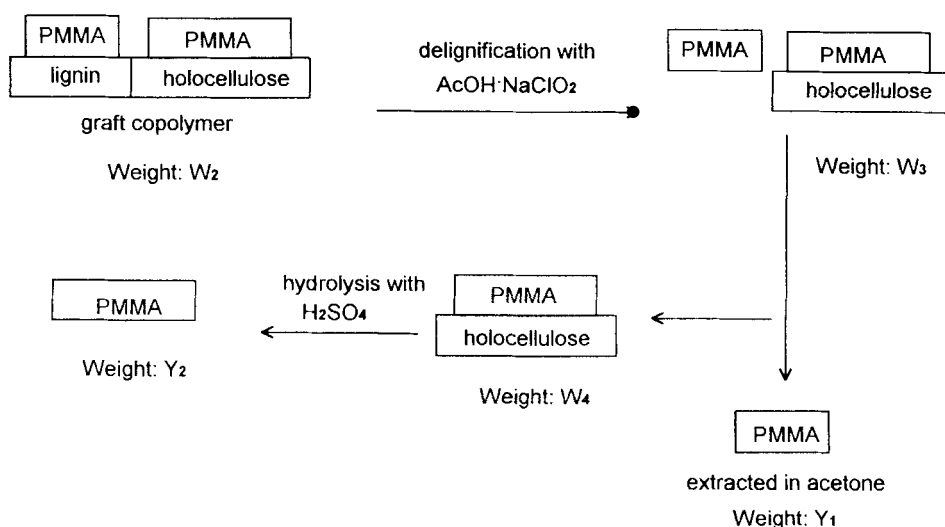 PMMA
PMMA
lignin
holocellulose
graft copolymer
Weight: W₂
delignification with
AcOH·NaClO₂
PMMA
PMMA
holocellulose
Weight: W₃
PMMA
Weight: Y₂
hydrolysis with
H₂SO₄
PMMA
holocellulose
Weight: W₄
PMMA
extracted in acetone
Weight: Y₁